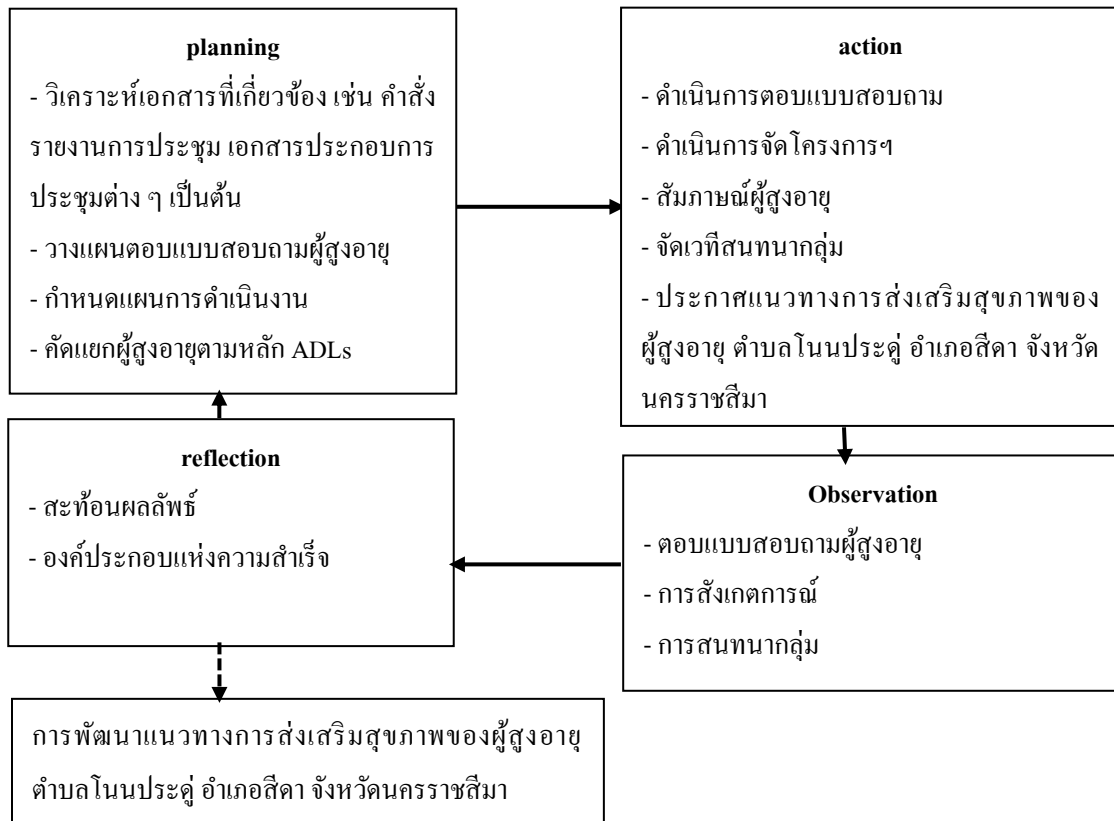 planning
- วิเคราะห์เอกสารที่เกี่ยวข้อง เช่น คำสั่ง
รายงานการประชุม เอกสารประกอบการ
ประชุมต่าง ๆ เป็นต้น
- วางแผนตอบแบบสอบถามผู้สูงอายุ
- กำหนดแผนการดำเนินงาน
- คัดแยกผู้สูงอายุตามหลัก ADLs
action
- ดำเนินการตอบแบบสอบถาม
- ดำเนินการจัดโครงการฯ
- สัมภาษณ์ผู้สูงอายุ
- จัดเวทีสนทนากลุ่ม
- ประกาศแนวทางการส่งเสริมสุขภาพของ
ผู้สูงอายุ ตำบลโนนประดู่ อำเภอสีดา จังหวัด
นครราชสีมา
Observation
- ตอบแบบสอบถามผู้สูงอายุ
- การสังเกตการณ์
- การสนทนากลุ่ม
reflection
- สะท้อนผลลัพธ์
- องค์ประกอบแห่งความสำเร็จ
การพัฒนาแนวทางการส่งเสริมสุขภาพของผู้สูงอายุ
ตำบลโนนประดู่ อำเภอสีดา จังหวัดนครราชสีมา